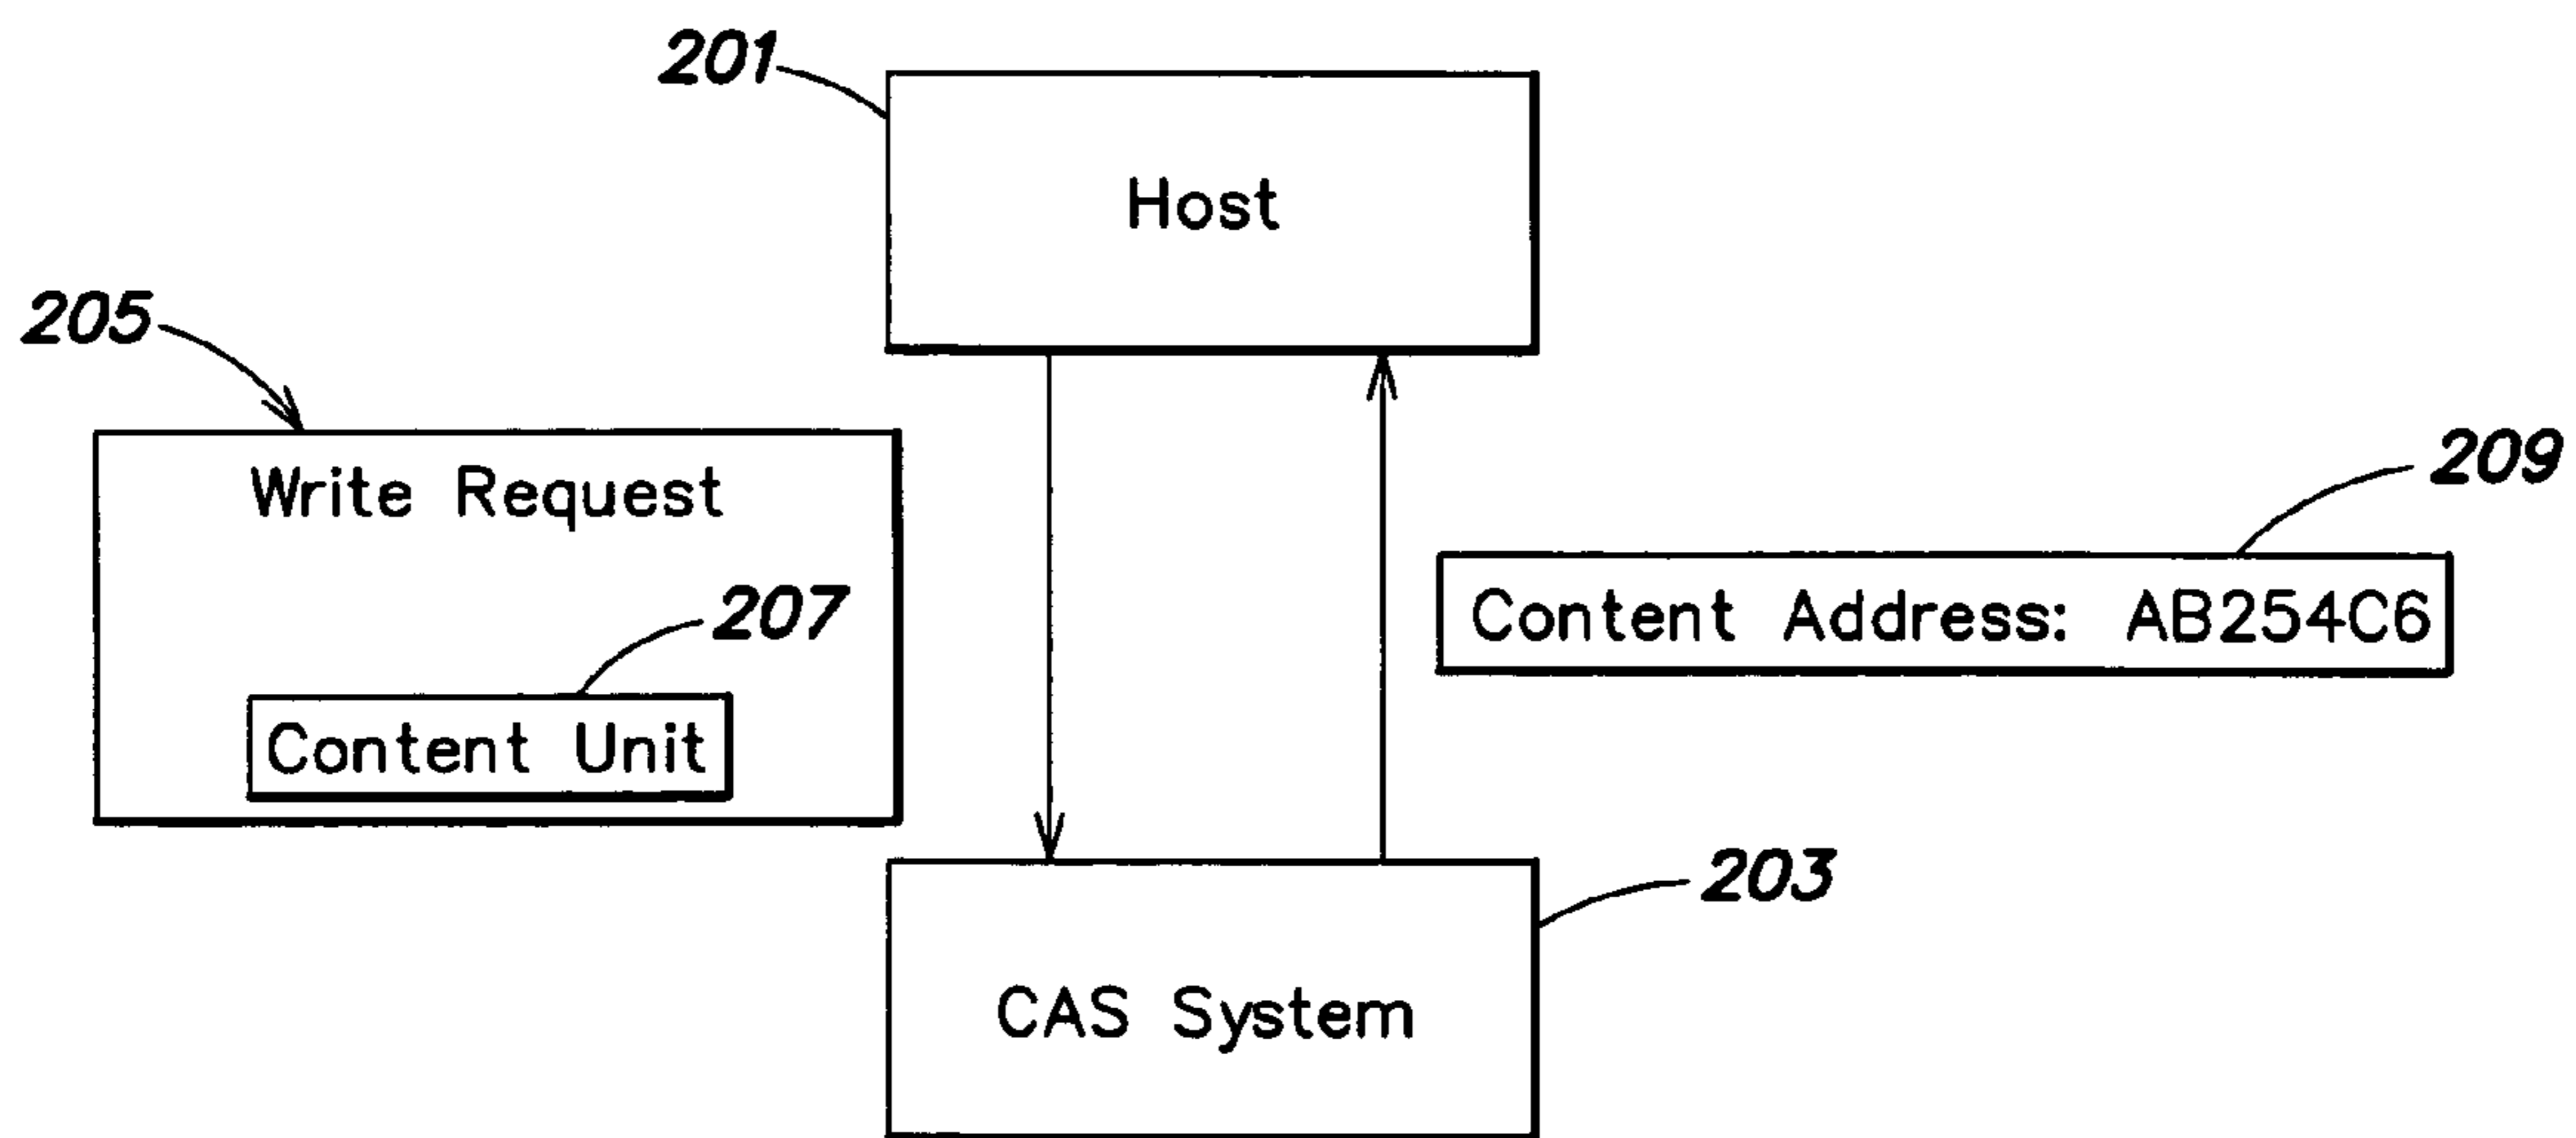 201
Host
205
Write Request
209
Content Address: AB254C6
207
Content Unit
203
CAS System